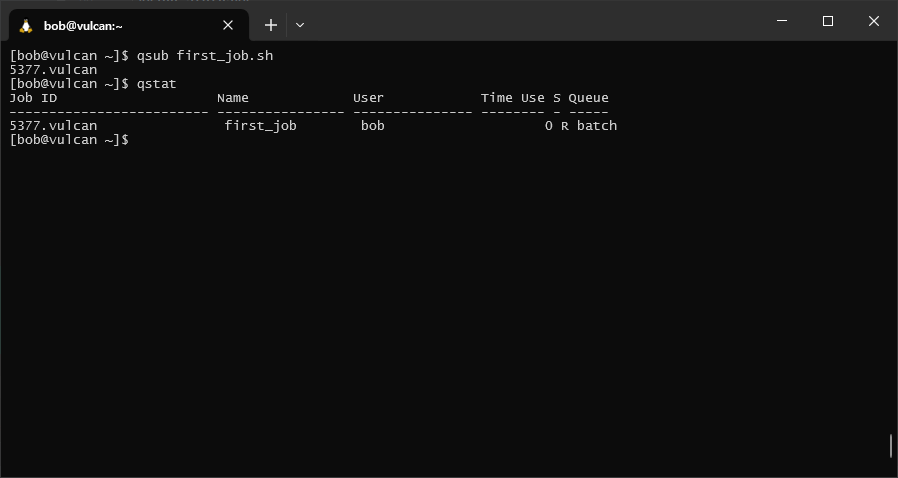 bob@vulcan:~
[bob@vulcan ~]$ qsub first_job.sh
5377.vulcan
[bob@vulcan ~]$ qstat
Job ID                    Name             User            Time Use S Queue
------------------------- ---------------- --------------- -------- - -----
5377.vulcan                first_job        bob                    0 R batch
[bob@vulcan ~]$